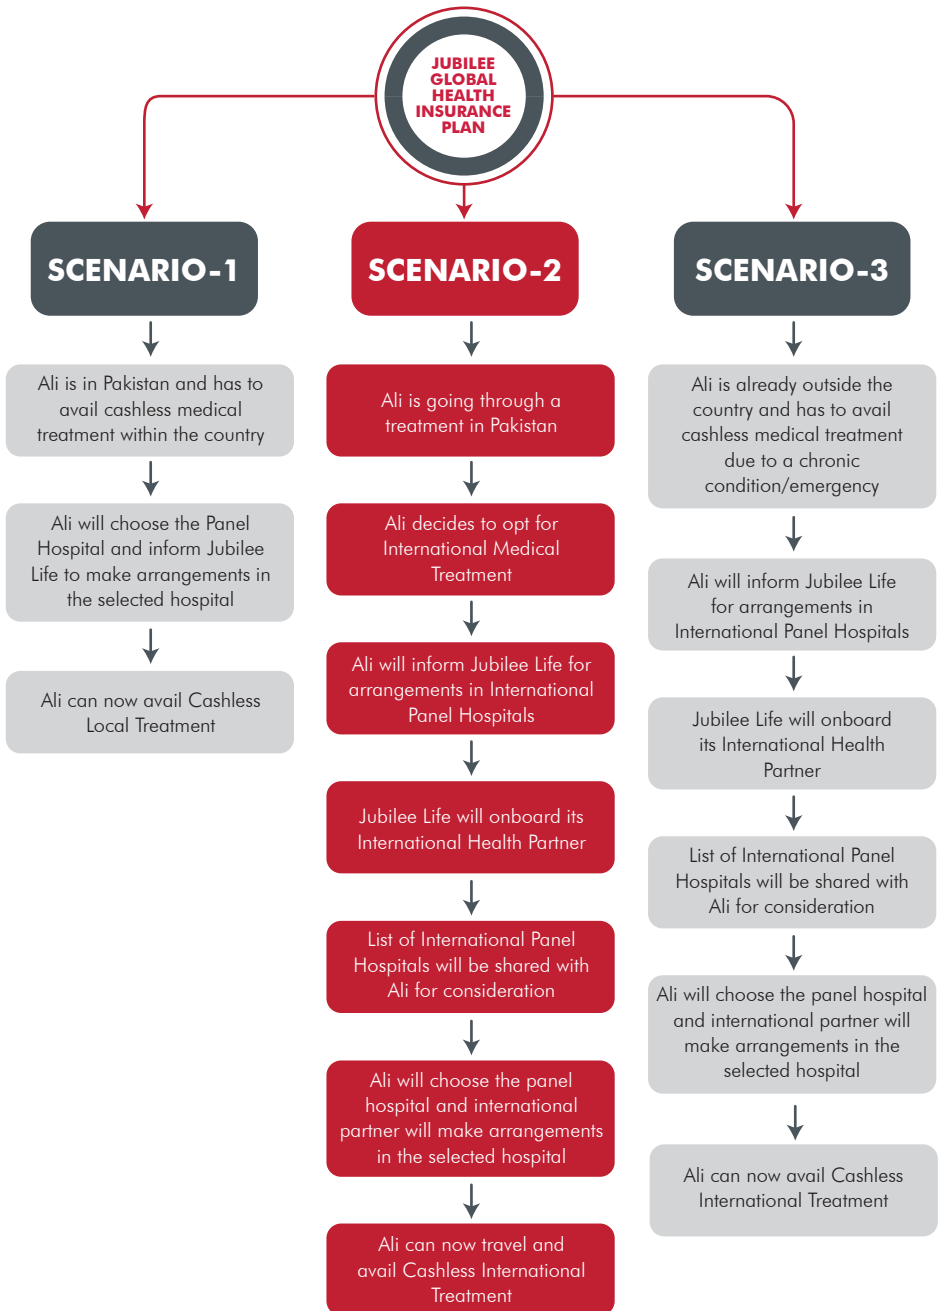 JUBILEE
GLOBAL
HEALTH
INSURANCE
PLAN
SCENARIO-1
Ali is in Pakistan and has to
avail cashless medical
treatment within the country
Ali will choose the Panel
Hospital and inform Jubilee
Life to make arrangements in
the selected hospital
Ali can now avail Cashless
Local Treatment
SCENARIO-2
Ali is going through a
treatment in Pakistan
Ali decides to opt for
International Medical
Treatment
Ali will inform Jubilee Life for
arrangements in International
Panel Hospitals
Jubilee Life will onboard its
International Health Partner
List of International Panel
Hospitals will be shared with
Ali for consideration
Ali will choose the panel
hospital and international
partner will make arrangements
in the selected hospital
Ali can now travel and
avail Cashless International
Treatment
SCENARIO-3
Ali is already outside the
country and has to avail
cashless medical treatment
due to a chronic
condition/emergency
Ali will inform Jubilee Life
for arrangements in
International Panel Hospitals
Jubilee Life will onboard
its International Health
Partner
List of International Panel
Hospitals will be shared with
Ali for consideration
Ali will choose the panel hospital
and international partner will
make arrangements in the
selected hospital
Ali can now avail Cashless
International Treatment